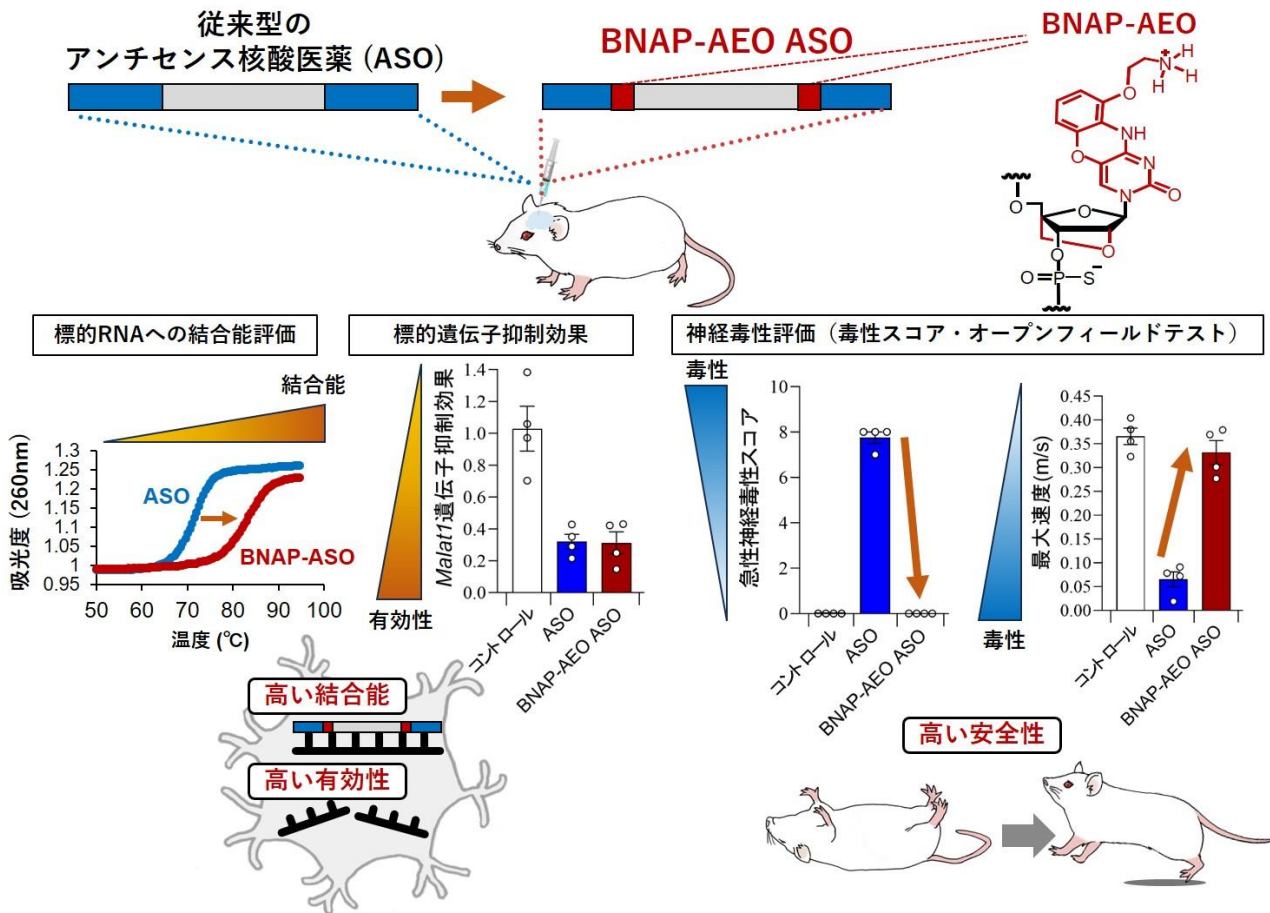 従来型の
アンチセンス核酸医薬 (ASO)
BNAP-AEO ASO
BNAP-AEO
H
N
+
H
H
O
NH
O
N
N
O
O
O
O
O
O=P-S
−
標的RNAへの結合能評価
結合能
吸光度 (260nm)
1.3
1.25
1.2
1.15
1.1
1.05
1
0.95
ASO
BNAP-ASO
50 60 70 80 90 100
温度 (℃)
標的遺伝子抑制効果
有効性
Malat1遺伝子抑制効果
1.4
1.2
1.0
0.8
0.6
0.4
0.2
0.0
コントロール
ASO
BNAP-AEO ASO
神経毒性評価（毒性スコア・オープンフィールドテスト）
毒性
急性神経毒性スコア
10
8
6
4
2
0
コントロール
ASO
BNAP-AEO ASO
毒性
最大速度(m/s)
0.45
0.40
0.35
0.30
0.25
0.20
0.15
0.10
0.05
0.00
コントロール
ASO
BNAP-AEO ASO
高い結合能
高い有効性
高い安全性